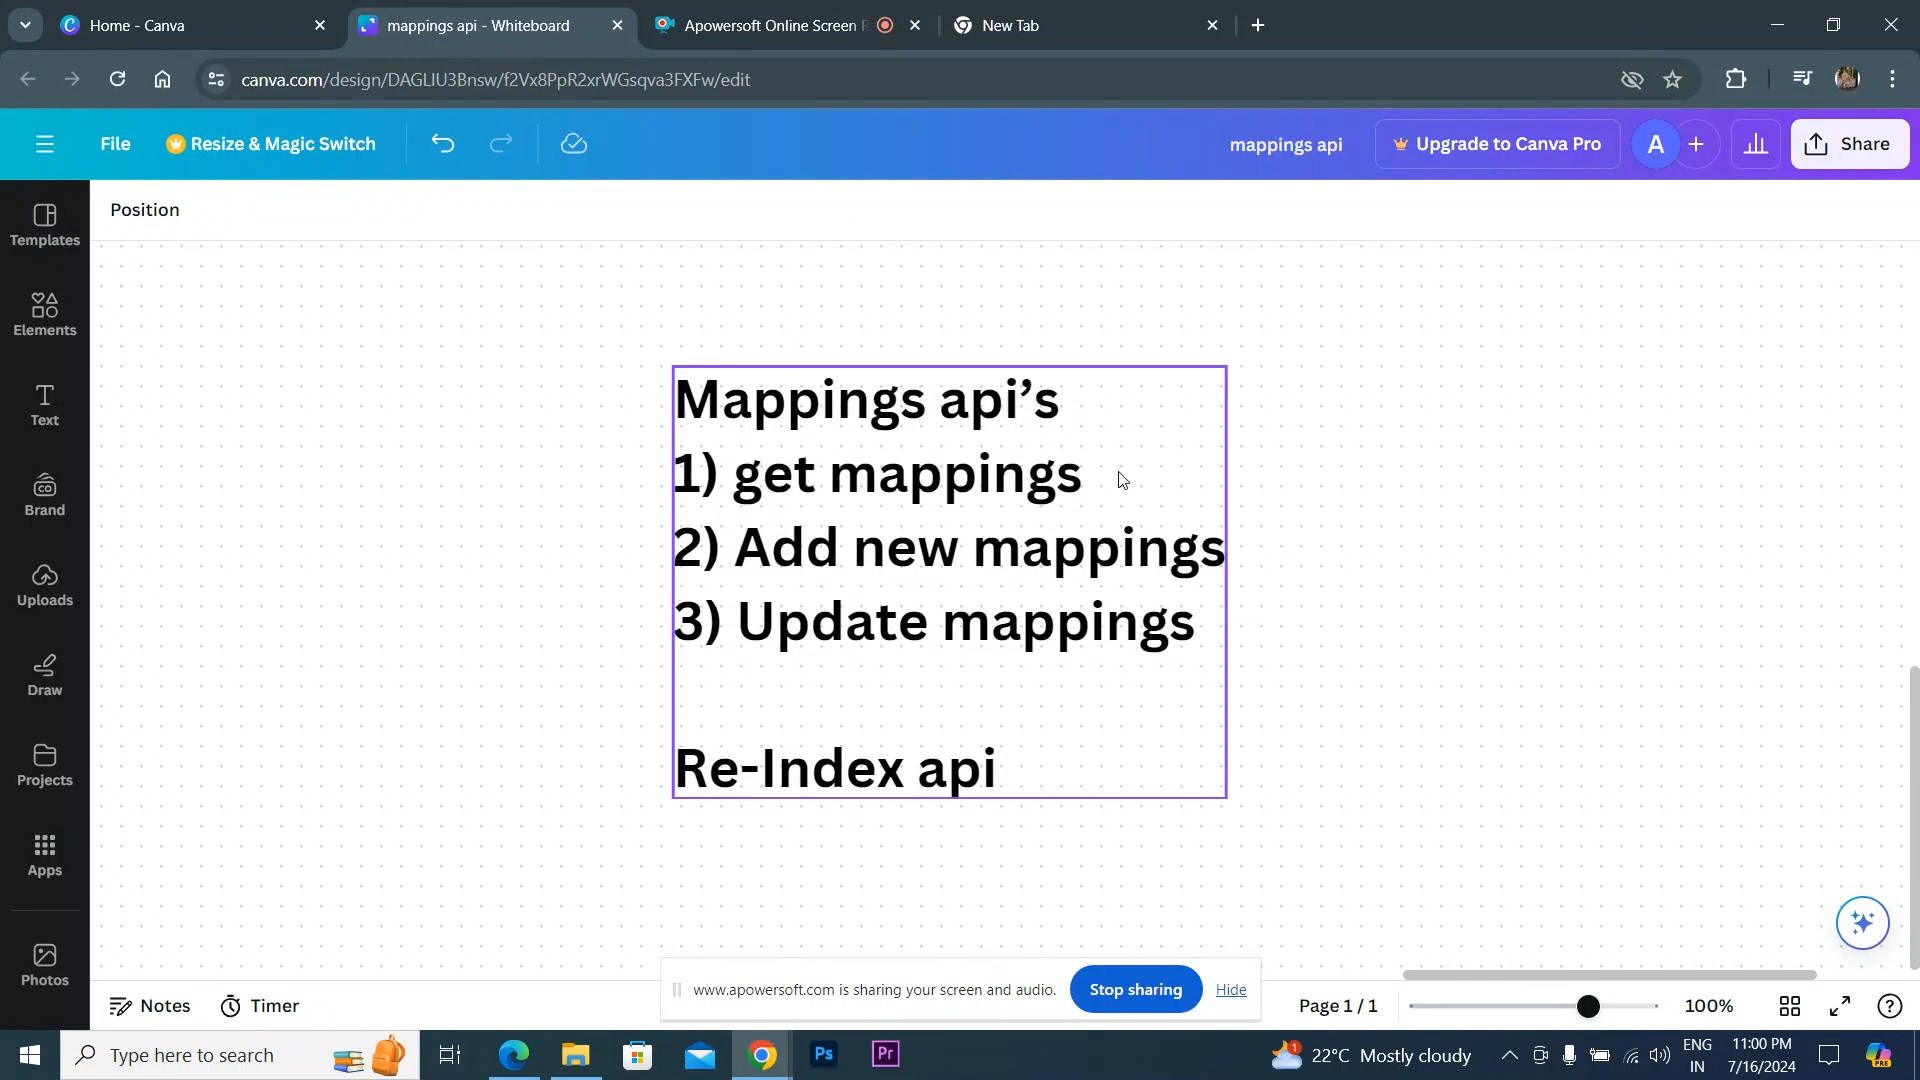 Home - Canva
mappings api - Whiteboard
Apowersoft Online Screen
New Tab
canva.com/design/DAGLIU3Bnsw/f2Vx8PpR2xrWGsqva3FXFw/edit
File
Resize & Magic Switch
mappings api
Upgrade to Canva Pro
A
Share
Position
Templates
Elements
Text
Brand
Uploads
Draw
Projects
Apps
Photos
Mappings api’s
1) get mappings
2) Add new mappings
3) Update mappings
Re-Index api
www.apowersoft.com is sharing your screen and audio.
Stop sharing
Hide
Notes
Timer
Page 1 / 1
100%
Type here to search
Ps
Pr
1
22°C Mostly cloudy
ENG
IN
11:00 PM
7/16/2024
PRE